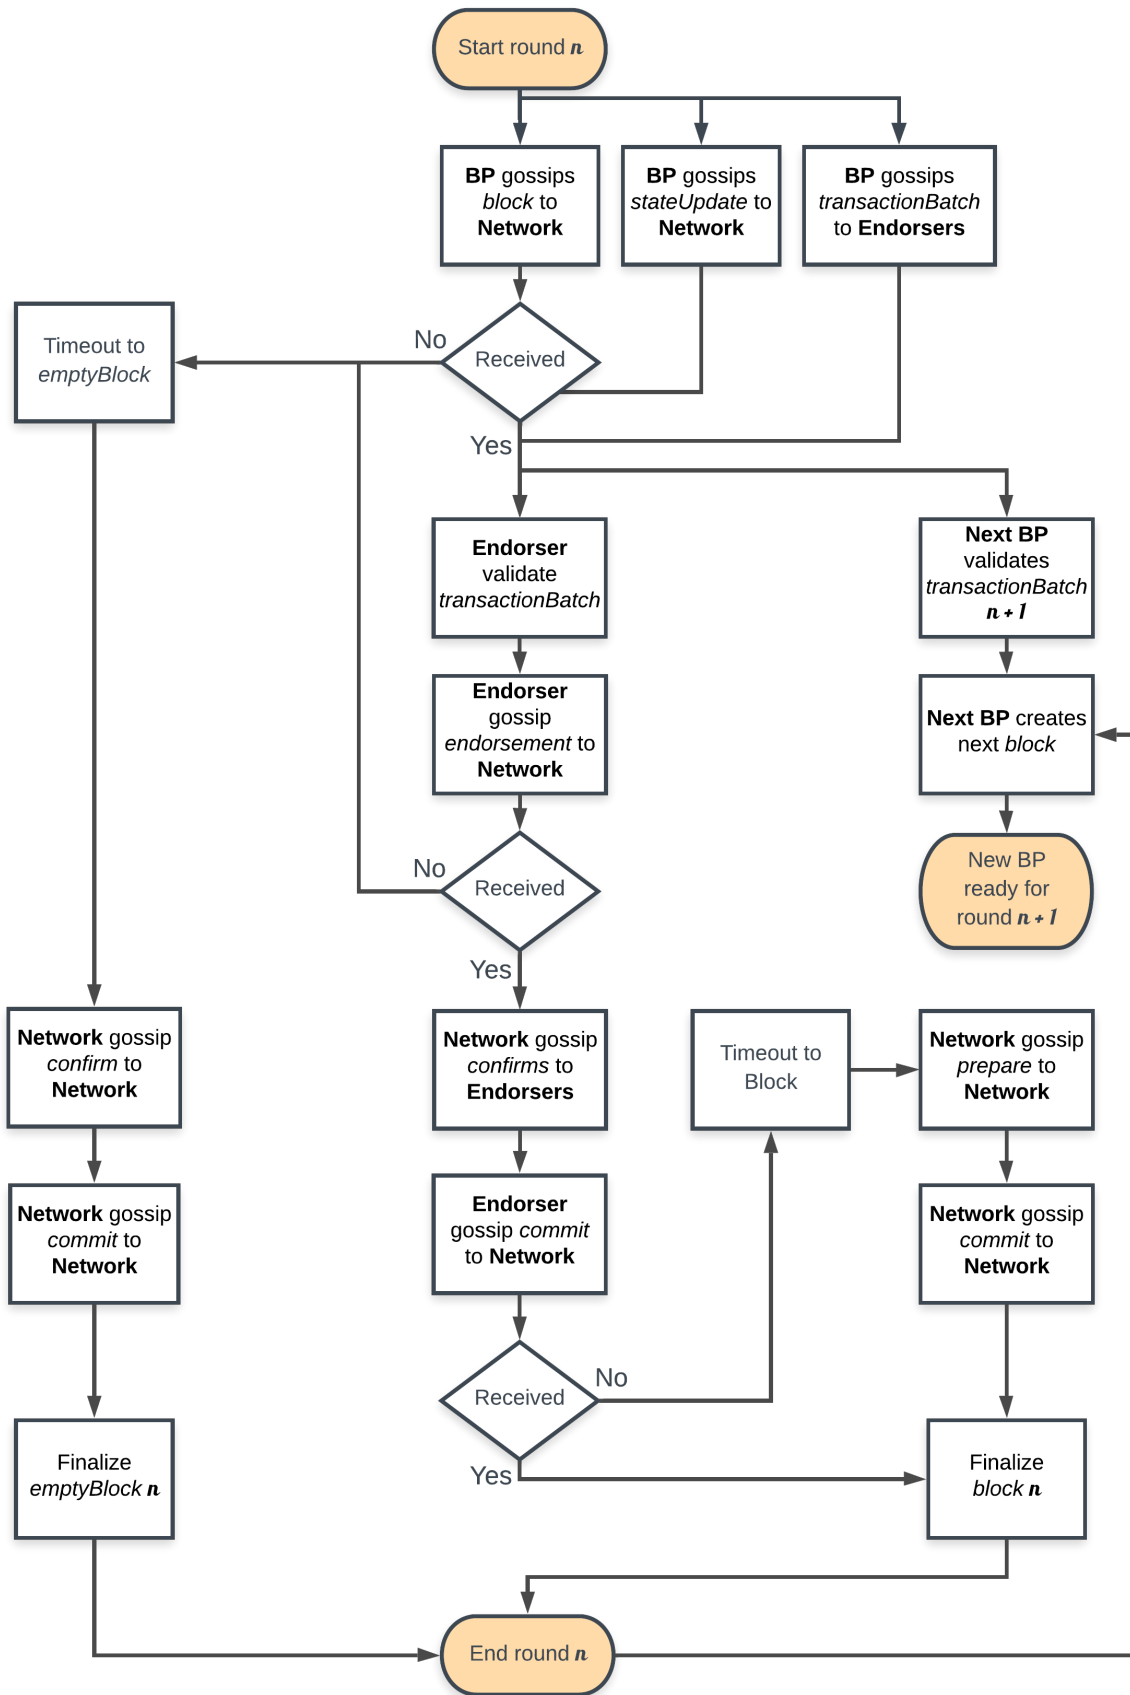 Start round n
BP gossips
block to
Network
BP gossips
stateUpdate to
Network
BP gossips
transactionBatch
to Endorsers
Timeout to
emptyBlock
No
Received
Yes
Endorser
validate
transactionBatch
Next BP
validates
transactionBatch
n + 1
Endorser
gossip
endorsement to
Network
Next BP creates
next block
No
Received
New BP
ready for
round n + 1
Yes
Network gossip
confirm to
Network
Network gossip
confirms to
Endorsers
Timeout to
Block
Network gossip
prepare to
Network
Network gossip
commit to
Network
Endorser
gossip commit
to Network
Network gossip
commit to
Network
Received
No
Yes
Finalize
emptyBlock n
Finalize
block n
End round n